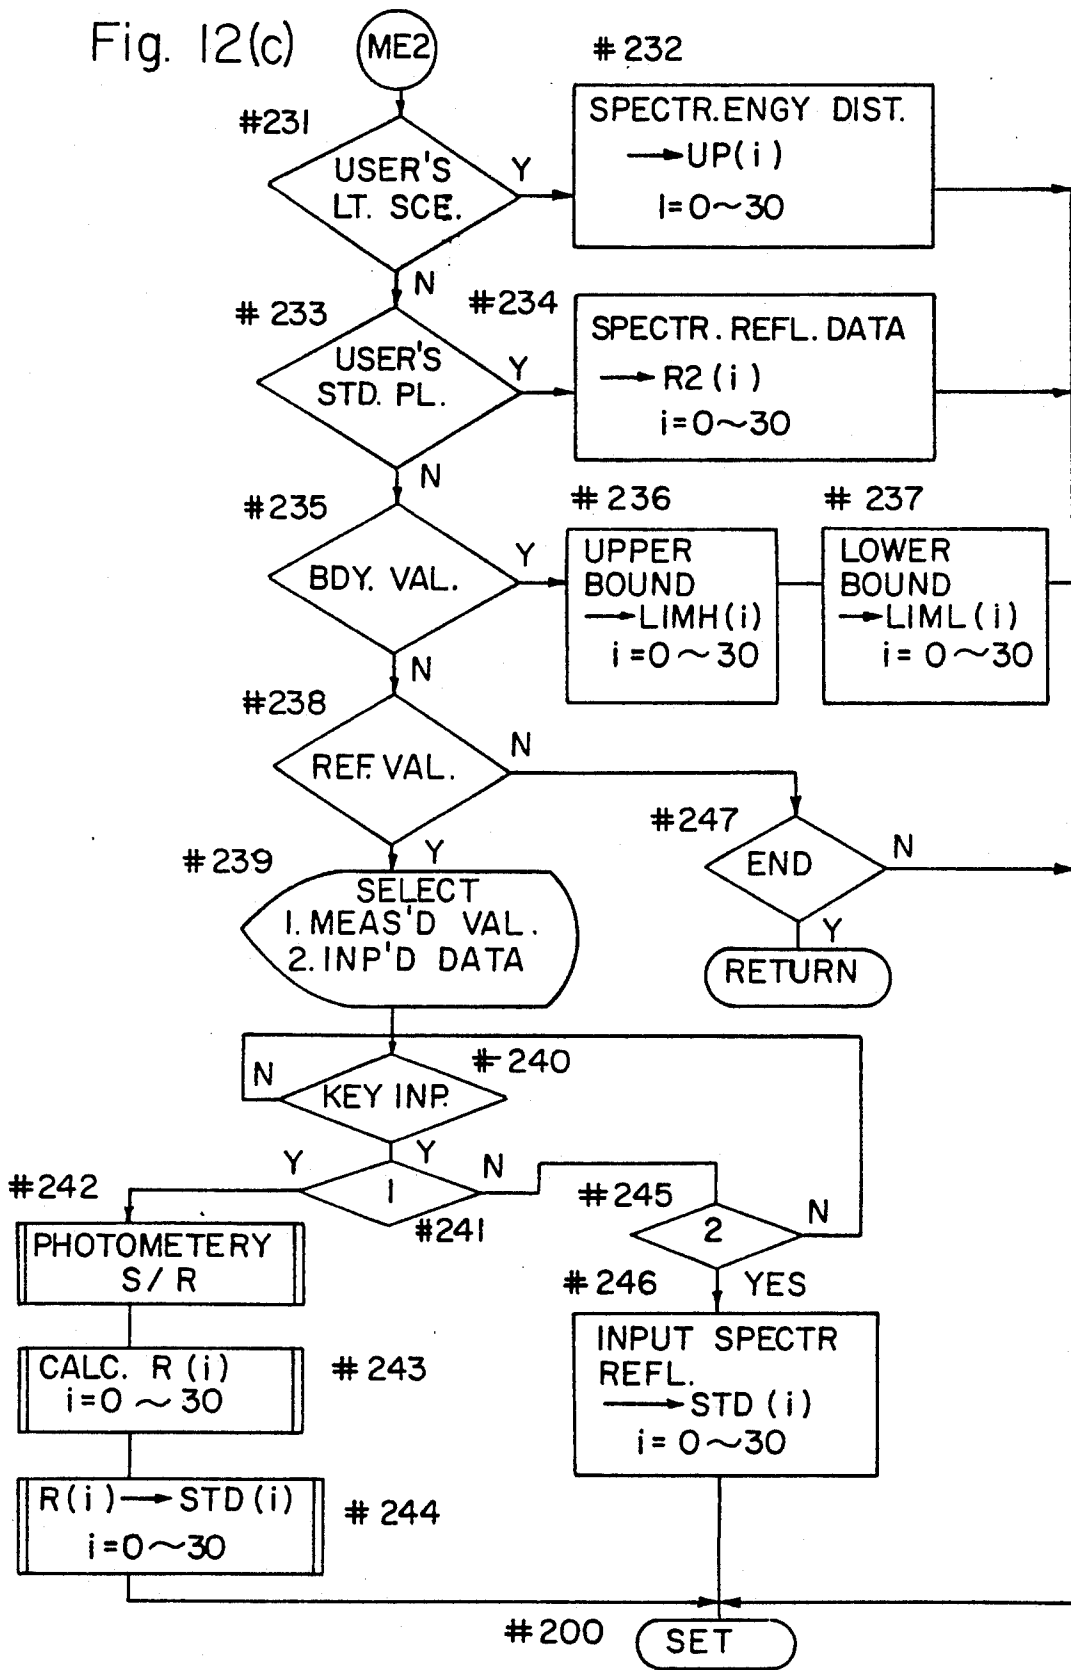 Fig. 12(c)
ME2
#232
#231
SPECTR.ENGY DIST.
→UP(i)
I=0~30
USER'S
LT. SCE.
Y
N
#233
#234
USER'S
STD. PL.
Y
SPECTR. REFL. DATA
→ R2(i)
i=0~30
N
#235
#236
#237
BDY. VAL.
Y
UPPER
BOUND
→LIMH(i)
i=0~30
LOWER
BOUND
→LIML(i)
i=0~30
N
#238
REF. VAL.
N
Y
#247
END
N
Y
RETURN
#239
SELECT
1. MEAS'D VAL.
2. INP'D DATA
#240
N
KEY INP.
Y
Y
N
1
#241
#242
PHOTOMETERY
S/R
#245
2
N
YES
#246
INPUT SPECTR
REFL.
→STD(i)
i=0~30
CALC. R(i)
i=0~30
#243
R(i)→STD(i)
i=0~30
#244
#200
SET